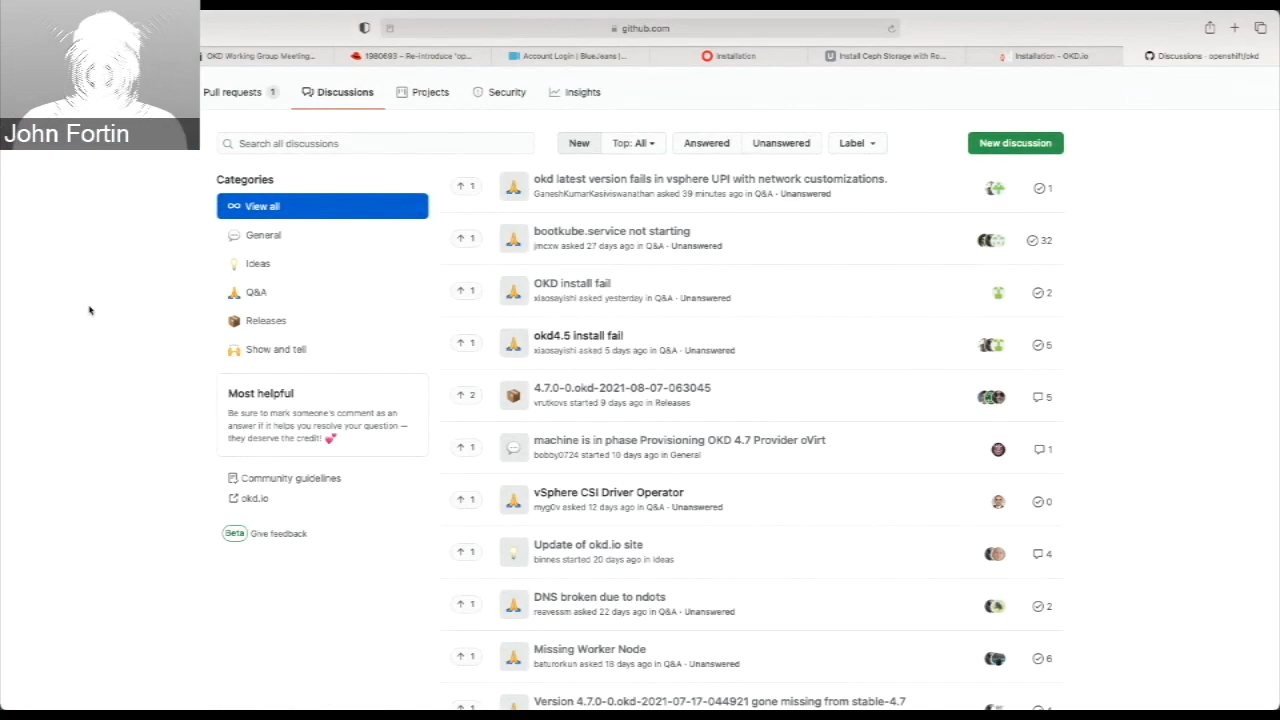 John Fortin
github.com
OKD Working Group Meeting...
1980693 – Re-introduce "op...
Account Login | BlueJeans |...
Installation
Install Ceph Storage with Ro...
Installation - OKD.io
Discussions · openshift/okd
Pull requests 1
Discussions
Projects
Security
Insights
Search all discussions
New
Top: All
Answered
Unanswered
Label
New discussion
Categories
View all
General
Ideas
Q&A
Releases
Show and tell
Most helpful
Be sure to mark someone's comment as an
answer if it helps you resolve your question —
they deserve the credit!
Community guidelines
okd.io
Beta Give feedback
1
okd latest version fails in vsphere UPI with network customizations.
GaneshKumarKasiviswanathan asked 39 minutes ago in Q&A · Unanswered
1
1
bootkube.service not starting
jmcxw asked 27 days ago in Q&A · Unanswered
32
1
OKD install fail
xiaosayishi asked yesterday in Q&A · Unanswered
2
1
okd4.5 install fail
xiaosayishi asked 5 days ago in Q&A · Unanswered
5
2
4.7.0-0.okd-2021-08-07-063045
vrutkovs started 9 days ago in Releases
5
1
machine is in phase Provisioning OKD 4.7 Provider oVirt
bobby0724 started 10 days ago in General
1
1
vSphere CSI Driver Operator
myg0v asked 12 days ago in Q&A · Unanswered
0
1
Update of okd.io site
binnes started 20 days ago in Ideas
4
1
DNS broken due to ndots
reavessm asked 22 days ago in Q&A · Unanswered
2
1
Missing Worker Node
baturorkun asked 18 days ago in Q&A · Unanswered
6
1
Version 4.7.0-0.okd-2021-07-17-044921 gone missing from stable-4.7